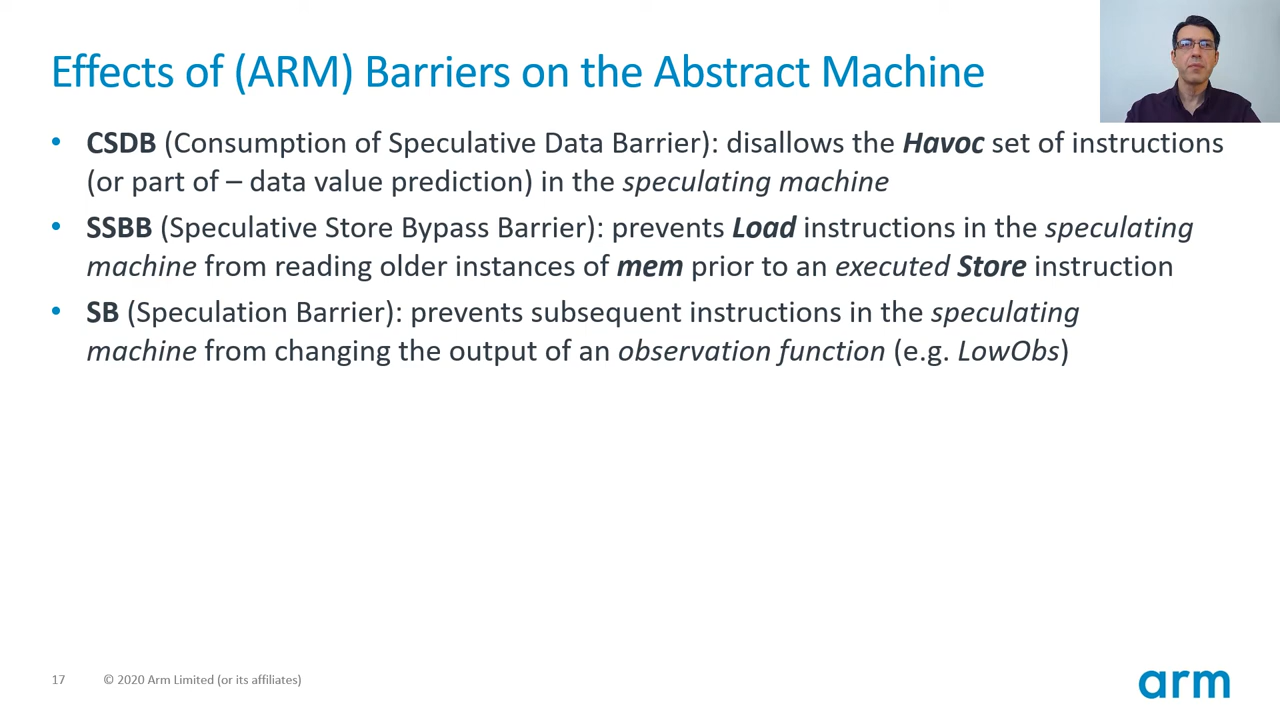 Effects of (ARM) Barriers on the Abstract Machine
• CSDB (Consumption of Speculative Data Barrier): disallows the Havoc set of instructions
(or part of – data value prediction) in the speculating machine
• SSBB (Speculative Store Bypass Barrier): prevents Load instructions in the speculating
machine from reading older instances of mem prior to an executed Store instruction
• SB (Speculation Barrier): prevents subsequent instructions in the speculating
machine from changing the output of an observation function (e.g. LowObs)
17 © 2020 Arm Limited (or its affiliates)
arm